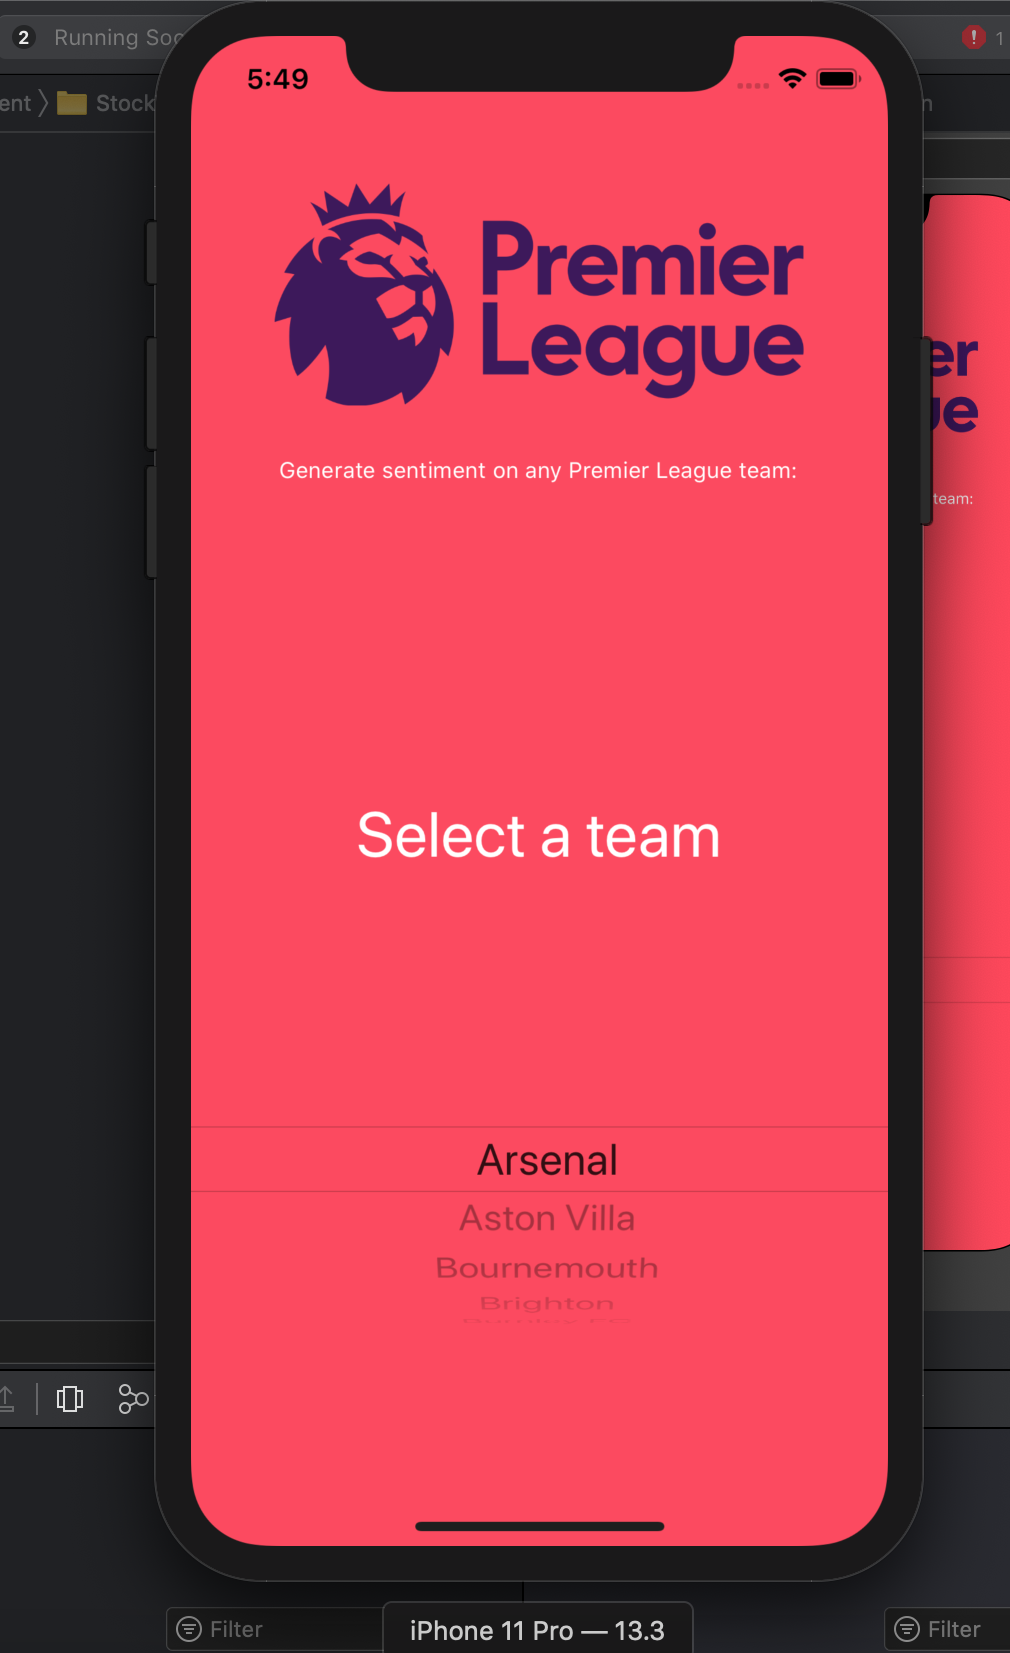 2 Running Soc
5:49
1
ent
Stock
n
Premier
League
er
ue
Generate sentiment on any Premier League team:
team:
Select a team
Arsenal
Aston Villa
Bournemouth
Brighton
Filter
iPhone 11 Pro — 13.3
Filter